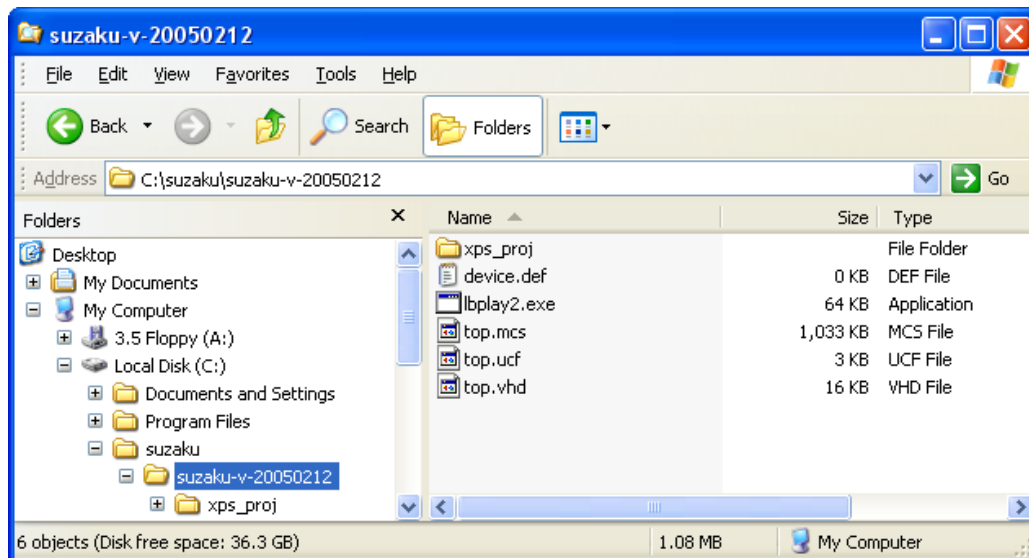 suzaku-v-20050212
File Edit View Favorites Tools Help
Back Search Folders
Address C:\suzaku\suzaku-v-20050212 Go
Folders x Name Size Type
Desktop
My Documents
My Computer
3.5 Floppy (A:)
Local Disk (C:)
Documents and Settings
Program Files
suzaku
suzaku-v-20050212
xps_proj
xps_proj File Folder
device.def 0 KB DEF File
lbplay2.exe 64 KB Application
top.mcs 1,033 KB MCS File
top.ucf 3 KB UCF File
top.vhd 16 KB VHD File
6 objects (Disk free space: 36.3 GB) 1.08 MB My Computer